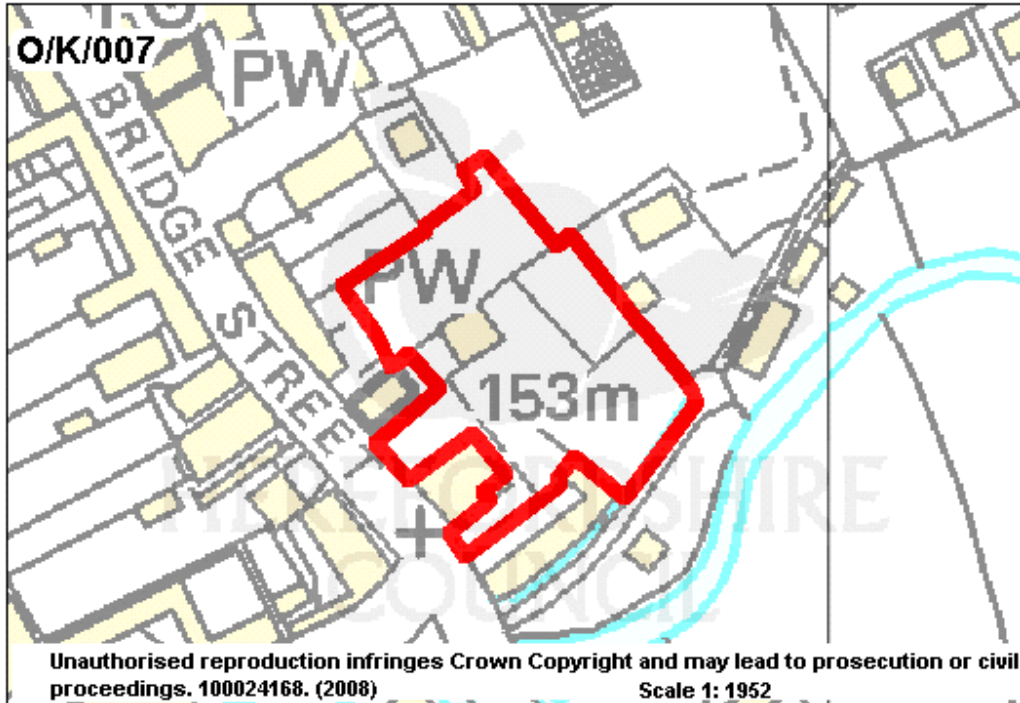 O/K/007
PW
BRIDGE STREET
PW
153m
HEREFORDSHIRE
COUNCIL
Unauthorised reproduction infringes Crown Copyright and may lead to prosecution or civil
proceedings. 100024168. (2008) Scale 1: 1952